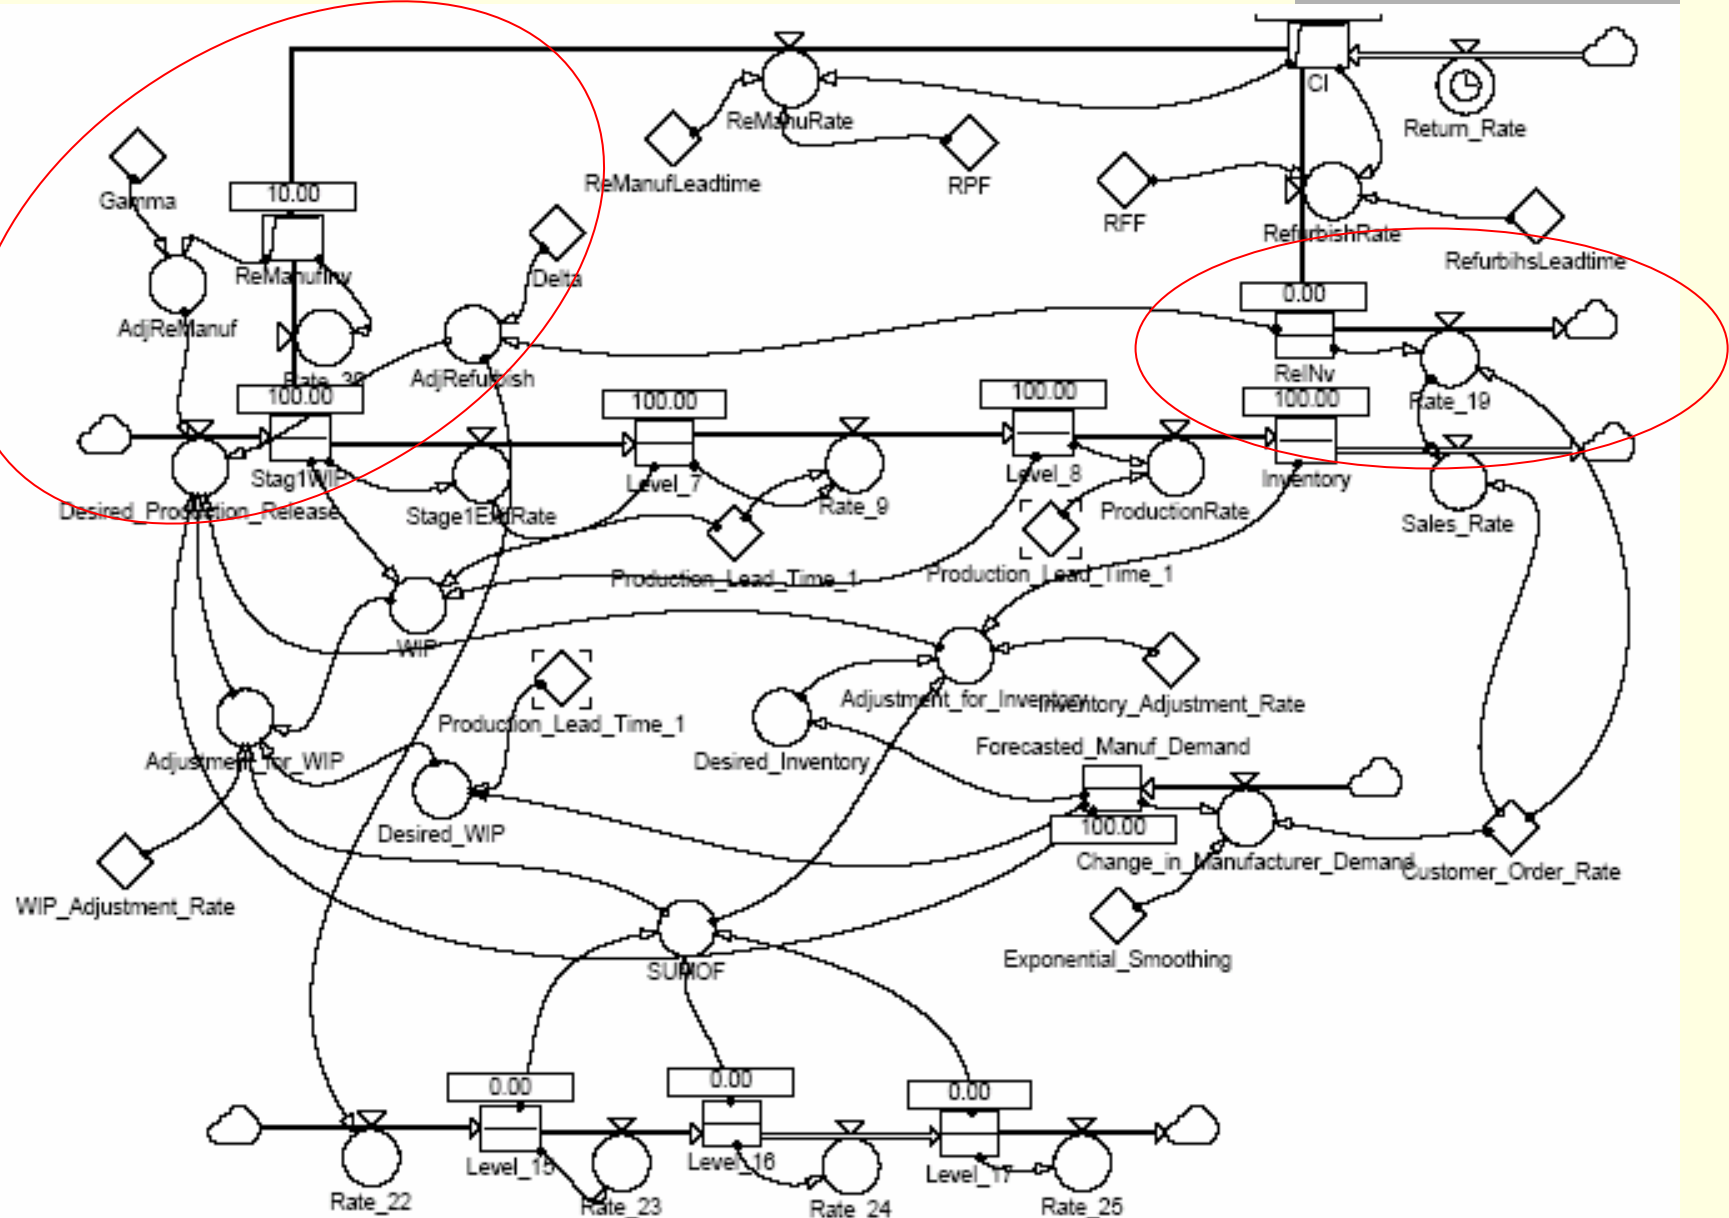 CI
ReManuRate
Return_Rate
ReManufLeadtime
RPF
Gamma
10.00
RFF
RefurbishRate
RefurbihsLeadtime
ReManufInv
Delta
0.00
AdjReManuf
Rate_30
AdjRefurbish
ReINv
100.00
100.00
100.00
100.00
Rate_19
Stag1WIP
Level_7
Level_8
Inventory
Desired_Production_Release
Stage1ExitRate
Rate_9
ProductionRate
Sales_Rate
Production_Lead_Time_1
Production_Lead_Time_1
WIP
Production_Lead_Time_1
Adjustment_for_Inventory
Inventory_Adjustment_Rate
Adjustment_for_WIP
Desired_Inventory
Forecasted_Manuf_Demand
Desired_WIP
100.00
Change_in_Manufacturer_Demand
Customer_Order_Rate
WIP_Adjustment_Rate
Exponential_Smoothing
SUMOF
0.00
0.00
0.00
Level_15
Level_16
Level_17
Rate_22
Rate_23
Rate_24
Rate_25